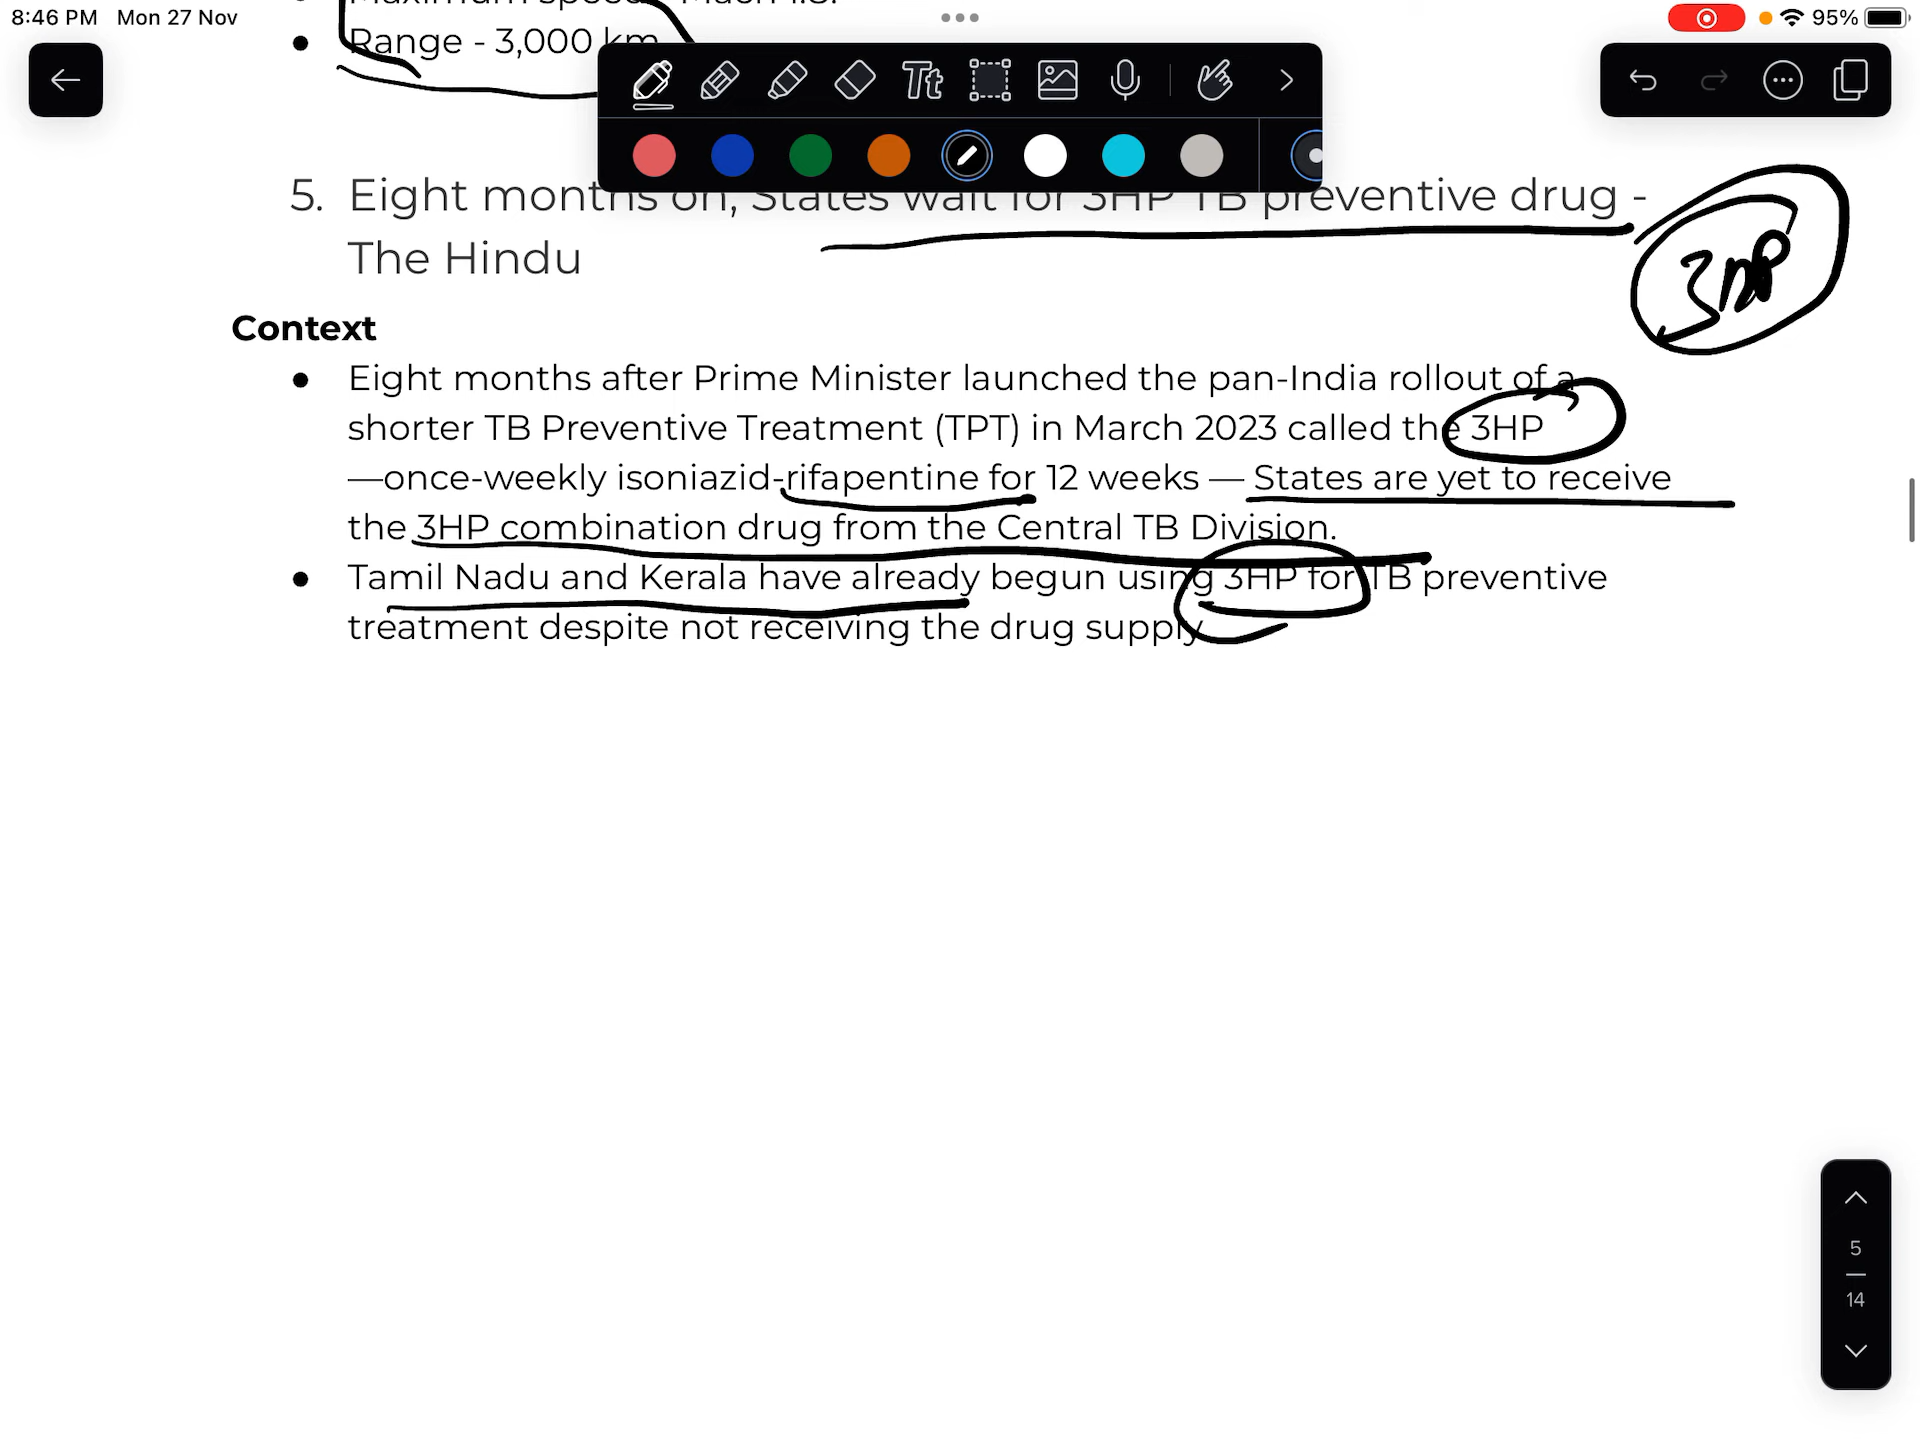 8:46 PM Mon 27 Nov
95%
Range - 3,000 km
Tt
5. Eight months on, States wait for 3HP TB preventive drug -
The Hindu
3HP
Context
● Eight months after Prime Minister launched the pan-India rollout of a
shorter TB Preventive Treatment (TPT) in March 2023 called the 3HP
—once-weekly isoniazid-rifapentine for 12 weeks — States are yet to receive
the 3HP combination drug from the Central TB Division.
● Tamil Nadu and Kerala have already begun using 3HP for TB preventive
treatment despite not receiving the drug supply
5
14